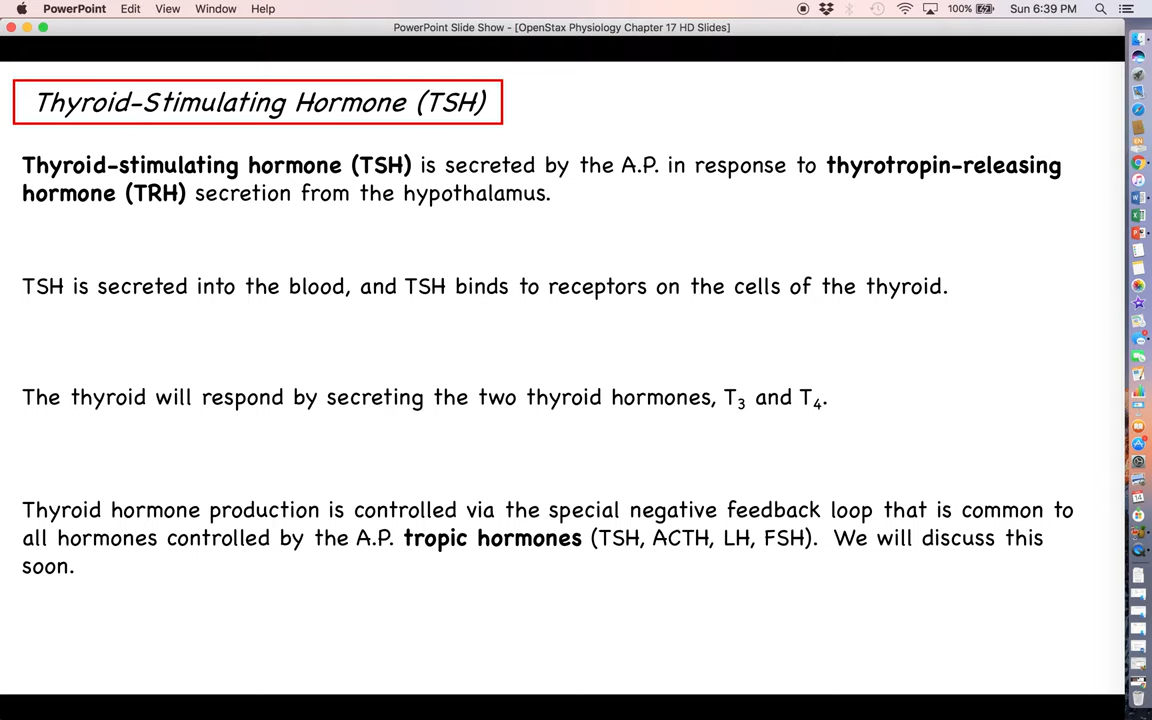 PowerPoint Edit View Window Help 100% Sun 6:39 PM
PowerPoint Slide Show - [OpenStax Physiology Chapter 17 HD Slides]
Thyroid-Stimulating Hormone (TSH)
Thyroid-stimulating hormone (TSH) is secreted by the A.P. in response to thyrotropin-releasing
hormone (TRH) secretion from the hypothalamus.
TSH is secreted into the blood, and TSH binds to receptors on the cells of the thyroid.
The thyroid will respond by secreting the two thyroid hormones, T₃ and T₄.
Thyroid hormone production is controlled via the special negative feedback loop that is common to
all hormones controlled by the A.P. tropic hormones (TSH, ACTH, LH, FSH).  We will discuss this
soon.